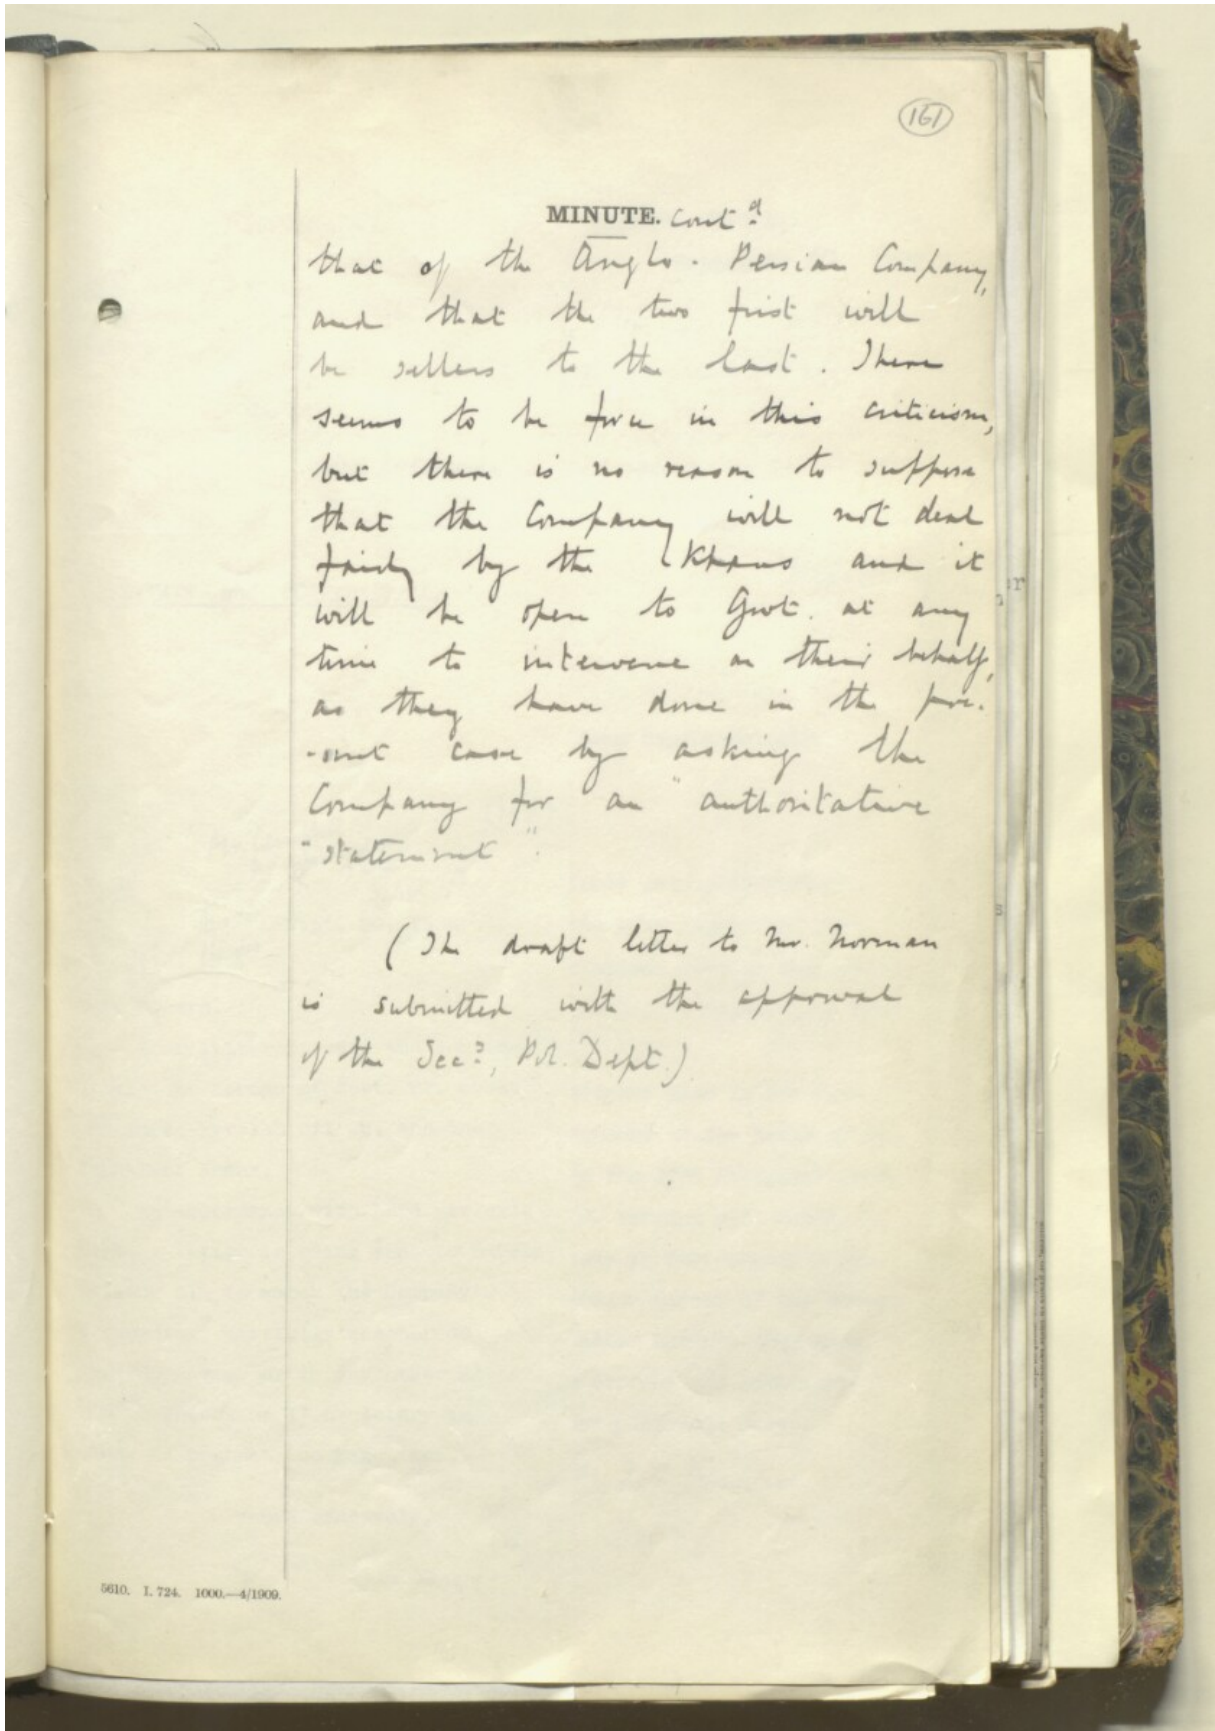 161
MINUTE. Contd
that of the Anglo-Persian Company,
and that the two first will
be sellers to the last. There
seems to be force in this criticism,
but there is no reason to suppose
that the Company will not deal
fairly by the Khans and it
will be open to Govt. at any
time to intervene on their behalf,
as they have done in the pre-
-sent case by asking the
Company for an "authoritative
"statement".
(The draft letter to Mr. Norman
is submitted with the approval
of the Secy, Pol. Dept.)
5610. I. 724. 1000.—4/1909.